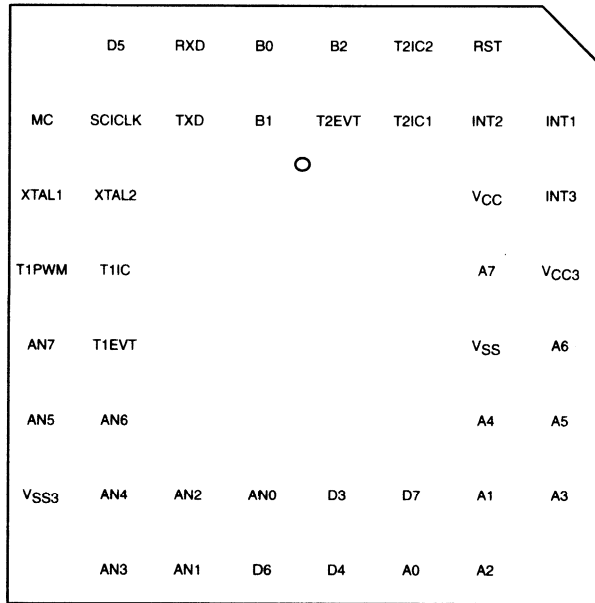 D5 RXD B0 B2 T2IC2 RST
MC SCICLK TXD B1 T2EVT T2IC1 INT2 INT1
XTAL1 XTAL2 VCC INT3
T1PWM T1IC A7 VCC3
AN7 T1EVT VSS A6
AN5 AN6 A4 A5
VSS3 AN4 AN2 AN0 D3 D7 A1 A3
AN3 AN1 D6 D4 A0 A2